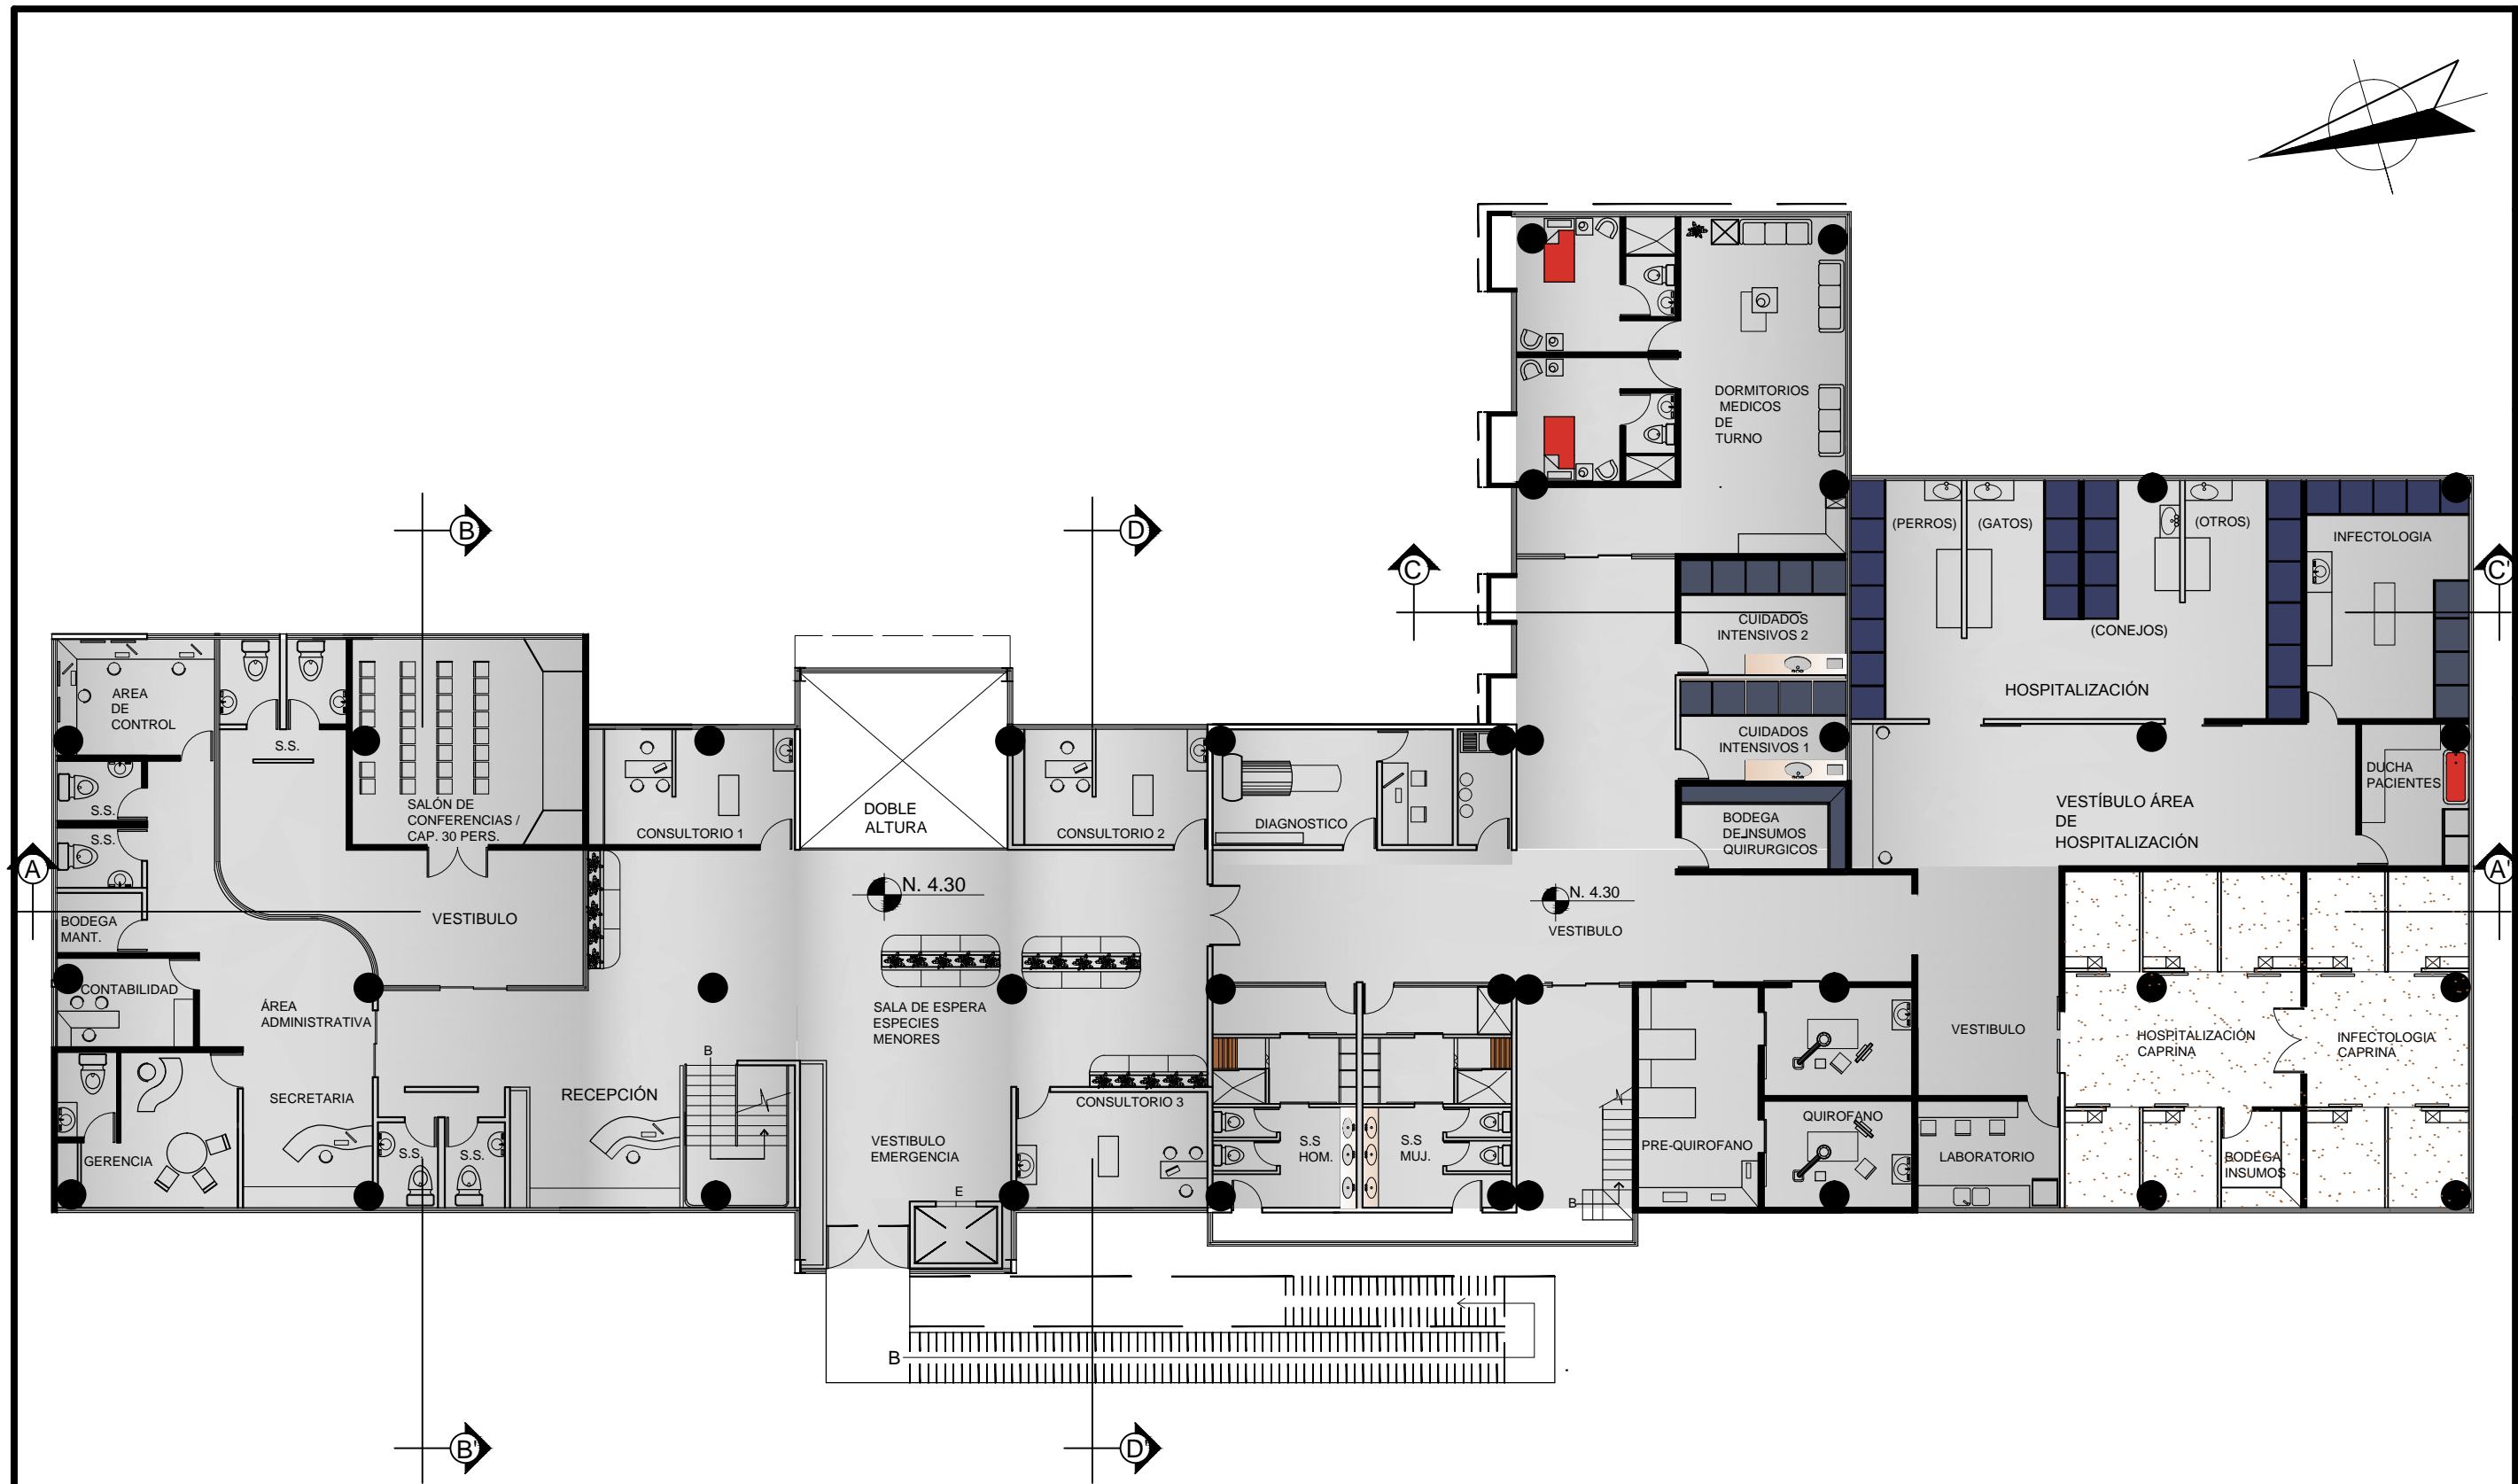 B
D
C
C'
DORMITORIOS
MEDICOS
DE
TURNO
(PERROS)
(GATOS)
(OTROS)
(CONEJOS)
INFECTOLOGIA
CUIDADOS
INTENSIVOS 2
HOSPITALIZACIÓN
CUIDADOS
INTENSIVOS 1
DUCHA
PACIENTES
BODEGA
DE INSUMOS
QUIRURGICOS
VESTÍBULO ÁREA
DE
HOSPITALIZACIÓN
AREA
DE
CONTROL
S.S.
S.S.
S.S.
SALÓN DE
CONFERENCIAS /
CAP. 30 PERS.
CONSULTORIO 1
DOBLE
ALTURA
CONSULTORIO 2
DIAGNOSTICO
A
A'
BODEGA
MANT.
VESTIBULO
N. 4.30
N. 4.30
VESTIBULO
CONTABILIDAD
ÁREA
ADMINISTRATIVA
SALA DE ESPERA
ESPECIES
MENORES
VESTIBULO
HOSPITALIZACIÓN
CAPRINA
INFECTOLOGIA
CAPRINA
B
SECRETARIA
RECEPCIÓN
CONSULTORIO 3
GERENCIA
S.S.
S.S.
VESTIBULO
EMERGENCIA
E
S.S
HOM.
S.S
MUJ.
B
PRE-QUIROFANO
QUIROFANO
LABORATORIO
BODEGA
INSUMOS
B
B'
D'